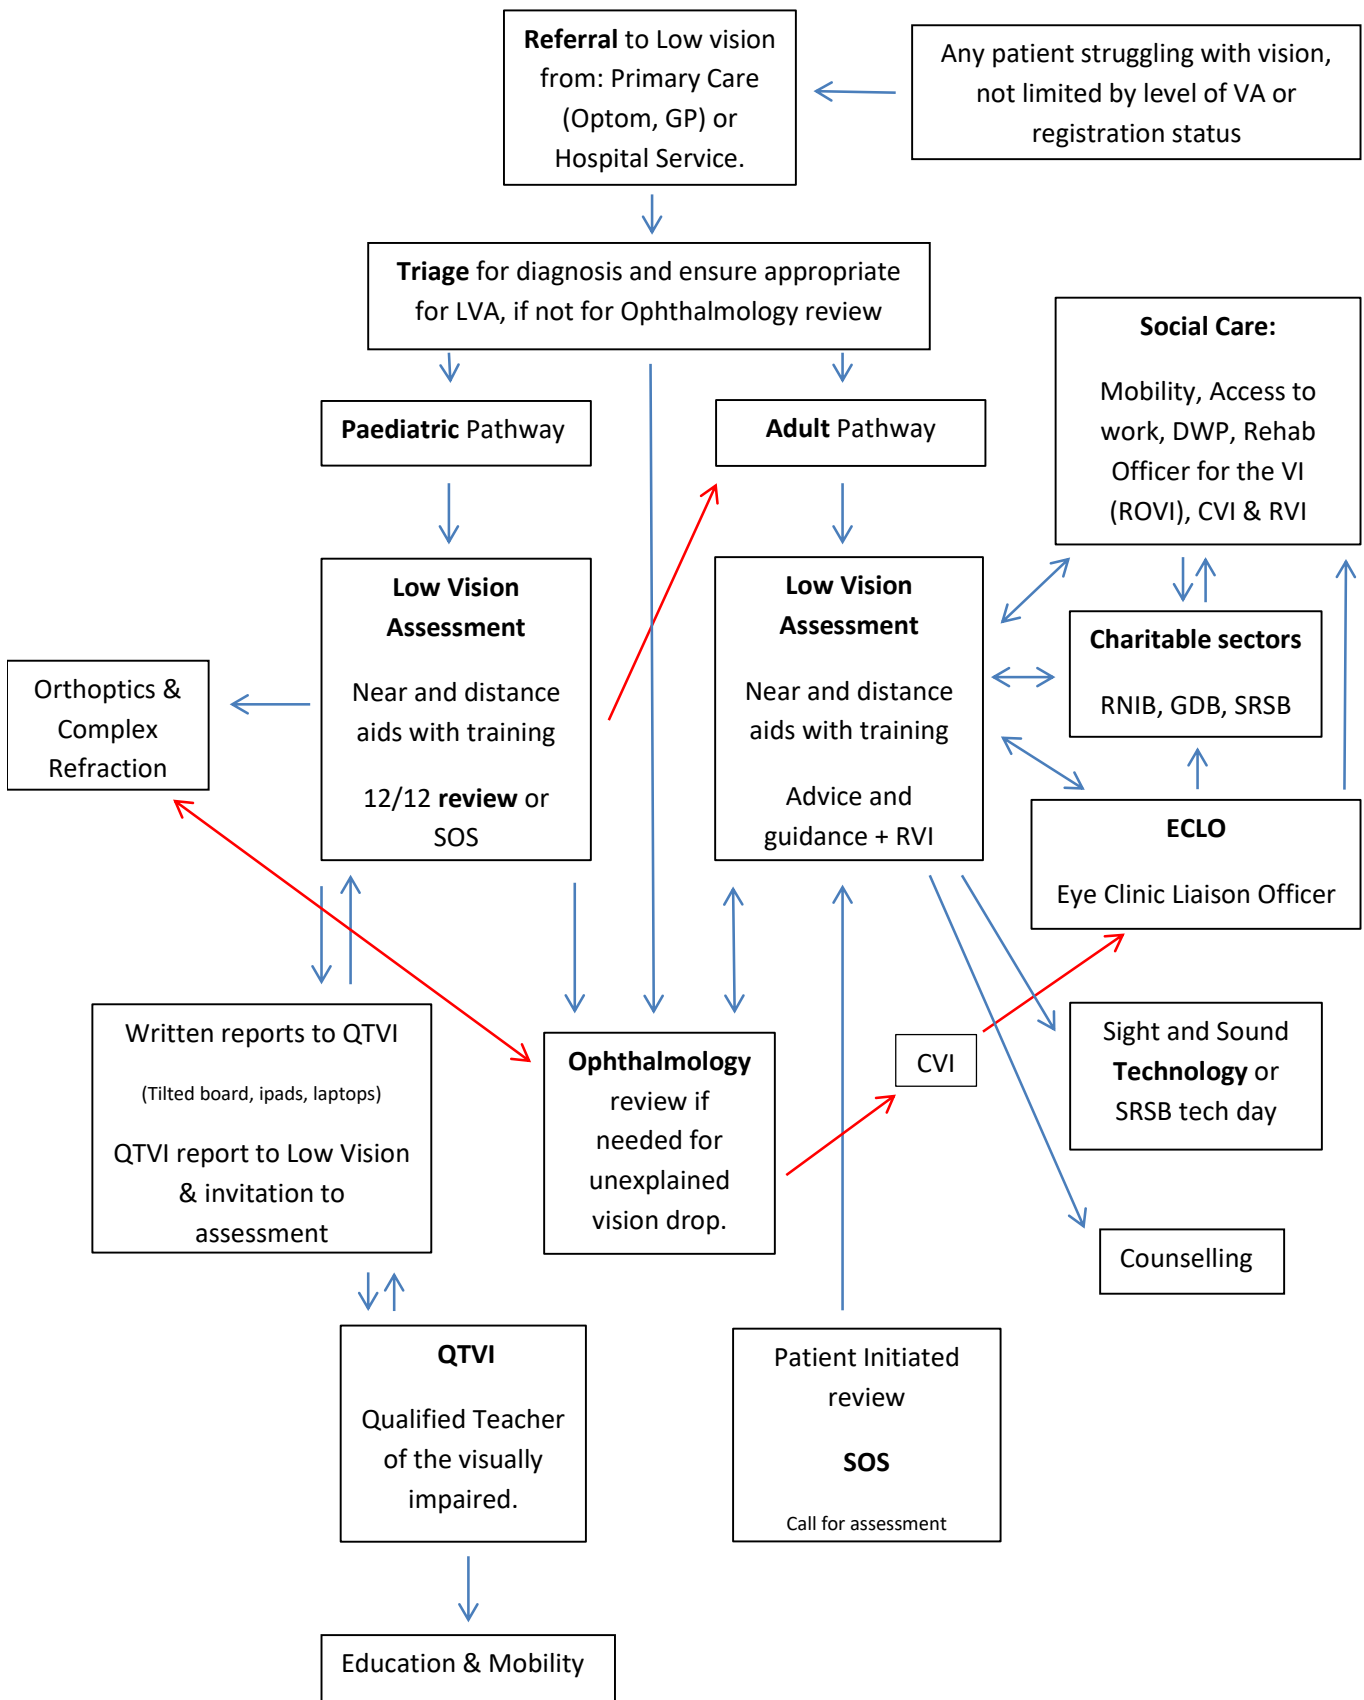 Referral to Low vision
from: Primary Care
(Optom, GP) or
Hospital Service.
Any patient struggling with vision,
not limited by level of VA or
registration status
Triage for diagnosis and ensure appropriate
for LVA, if not for Ophthalmology review
Social Care:
Mobility, Access to
work, DWP, Rehab
Officer for the VI
(ROVI), CVI & RVI
Paediatric Pathway
Adult Pathway
Low Vision
Assessment
Near and distance
aids with training
12/12 review or
SOS
Low Vision
Assessment
Near and distance
aids with training
Advice and
guidance + RVI
Charitable sectors
RNIB, GDB, SRSB
Orthoptics &
Complex
Refraction
ECLO
Eye Clinic Liaison Officer
Written reports to QTVI
(Tilted board, ipads, laptops)
QTVI report to Low Vision
& invitation to
assessment
Ophthalmology
review if
needed for
unexplained
vision drop.
CVI
Sight and Sound
Technology or
SRSB tech day
Counselling
QTVI
Qualified Teacher
of the visually
impaired.
Patient Initiated
review
SOS
Call for assessment
Education & Mobility